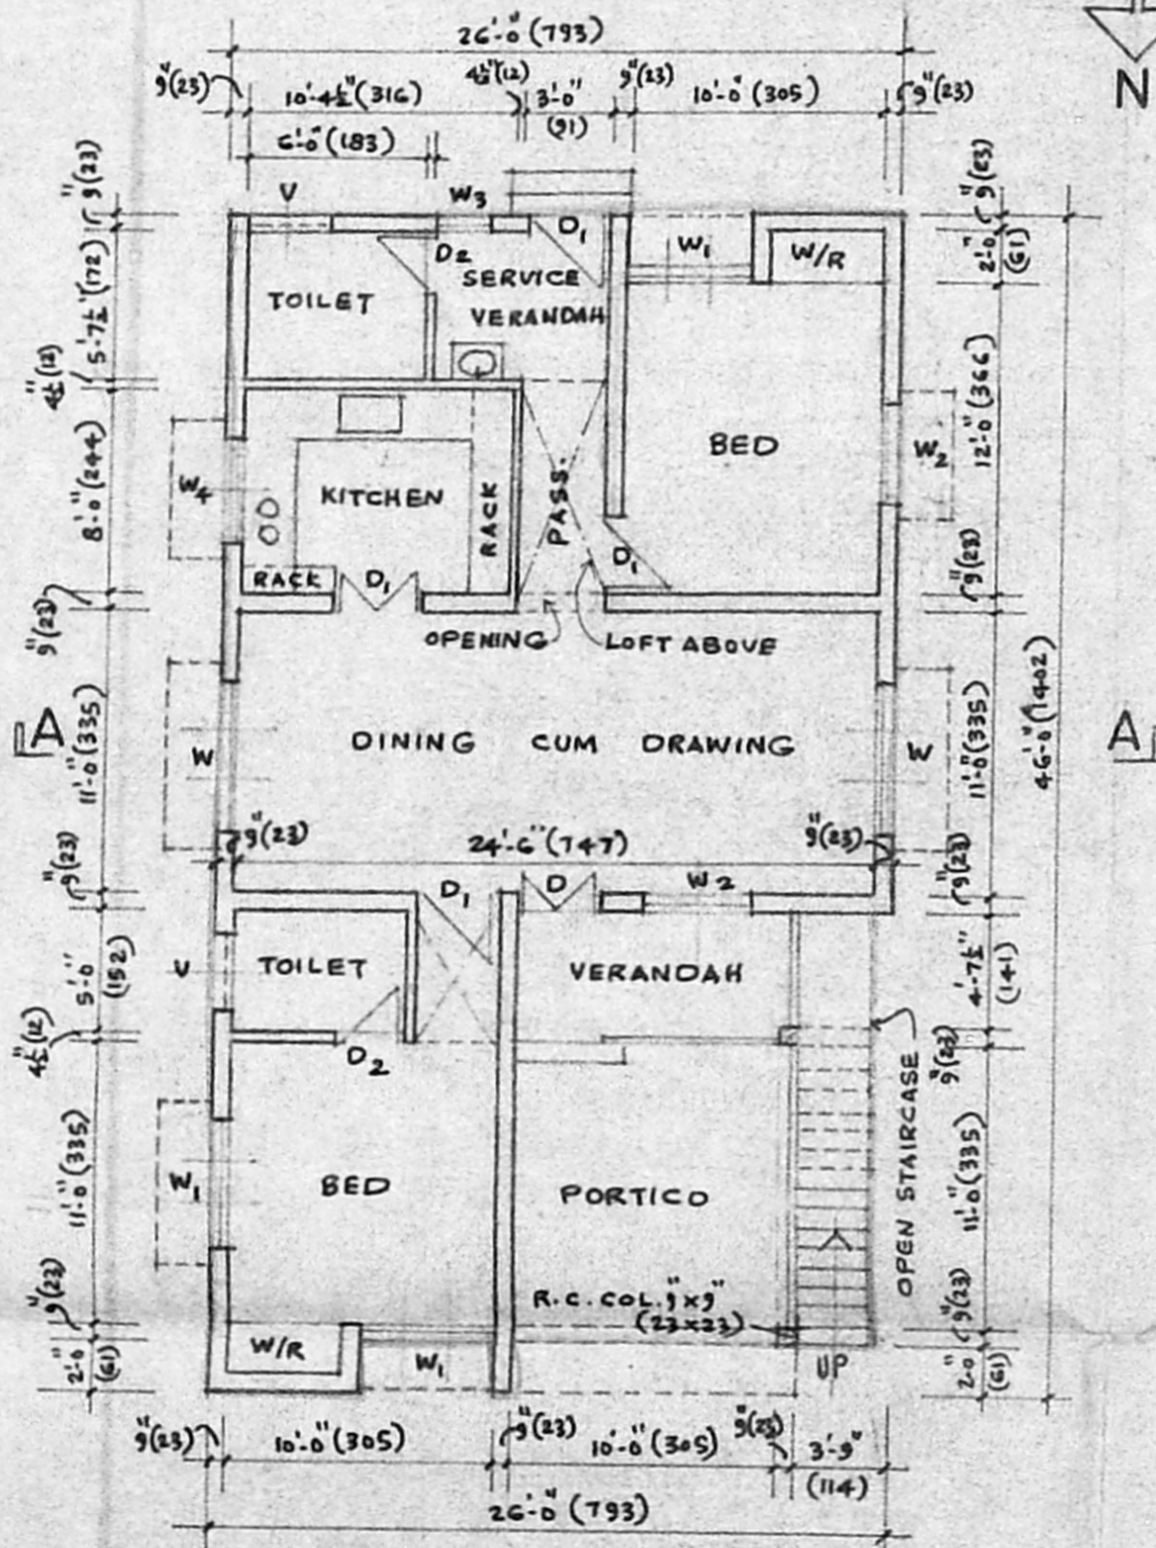 26'-0" (793)
9"(23)
10'-4½"(316)
4½"(12)
3'-0"
(91)
9"(23)
10'-0"(305)
9"(23)
N
6'-0"(183)
V
W3
D1
W1
W/R
D2
SERVICE
VERANDAH
TOILET
9"(23)
5'-7½"(172)
4½"(12)
8'-0"(244)
9"(23)
11'-0"(335)
9"(23)
5'-0"
(152)
4½"(12)
11'-0"(335)
9"(23)
2'-0"
(61)
9"(23)
2'-0"
(61)
12'-0"(366)
9"(23)
11'-0"(335)
9"(23)
4'-7½"
(141)
9"(23)
11'-0"(335)
9"(23)
2'-0"
(61)
46'-0"(1402)
BED
W2
W4
KITCHEN
RACK
PASS.
RACK
D1
D1
OPENING
LOFT ABOVE
A
W
DINING CUM DRAWING
W
A
9"(23)
24'-6"(747)
9"(23)
D1
D
W2
V
TOILET
VERANDAH
D2
OPEN STAIRCASE
W1
BED
PORTICO
R.C. COL. 9"x9"
(23x23)
W/R
W1
UP
9"(23)
10'-0"(305)
9"(23)
10'-0"(305)
9"(23)
3'-9"
(114)
26'-0"(793)